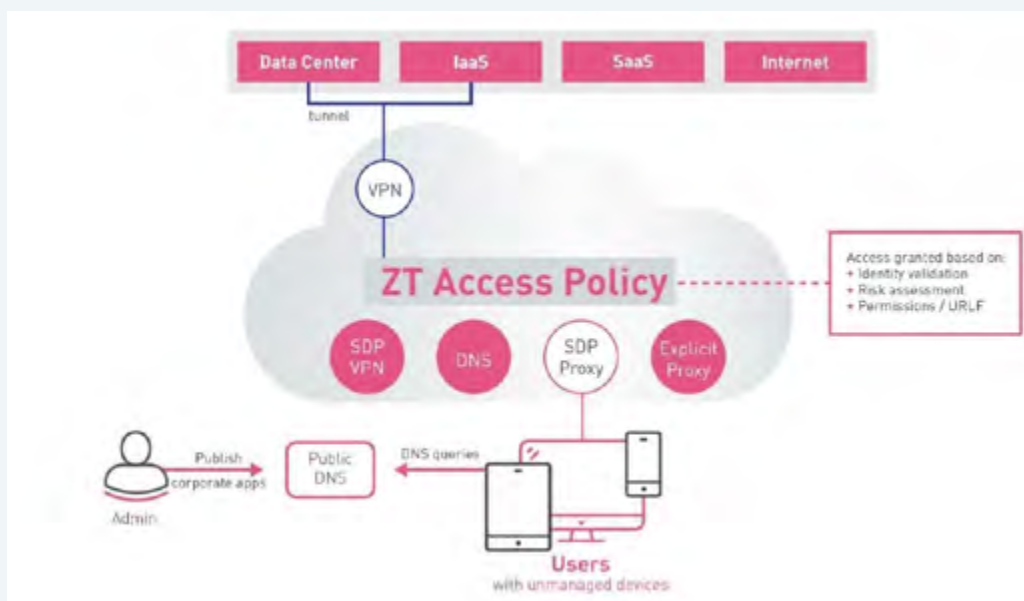 Data Center
IaaS
SaaS
Internet
tunnel
VPN
ZT Access Policy
Access granted based on:
+ Identity validation
+ Risk assessment
+ Permissions / URLF
SDP
VPN
DNS
SDP
Proxy
Explicit
Proxy
Admin
Publish
corporate apps
Public
DNS
DNS queries
Users
with unmanaged devices